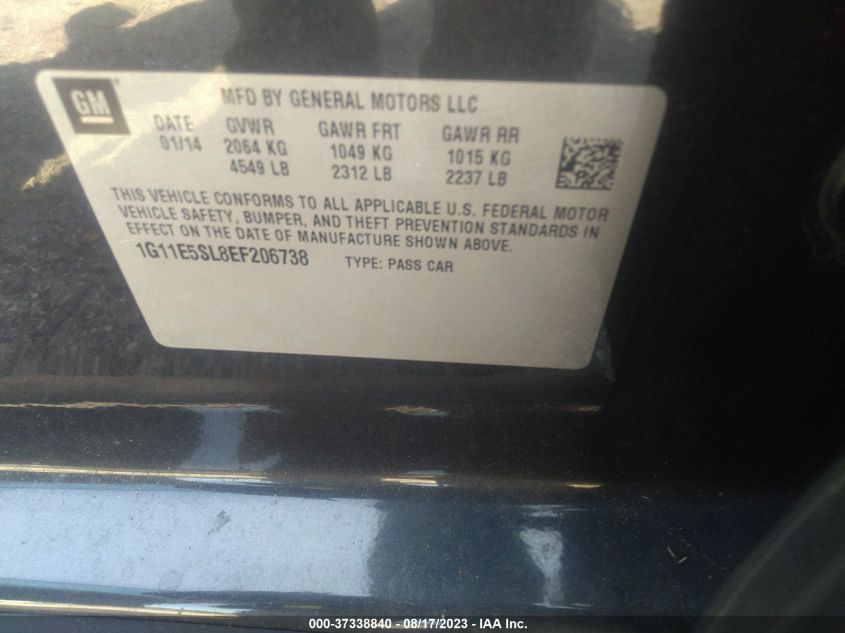 GM
MFD BY GENERAL MOTORS LLC
DATE GVWR GAWR FRT GAWR RR
01/14 2064 KG 1049 KG 1015 KG
4549 LB 2312 LB 2237 LB
THIS VEHICLE CONFORMS TO ALL APPLICABLE U.S. FEDERAL MOTOR
VEHICLE SAFETY, BUMPER, AND THEFT PREVENTION STANDARDS IN
EFFECT ON THE DATE OF MANUFACTURE SHOWN ABOVE.
1G11E5SL8EF206738 TYPE: PASS CAR
000-37338840 - 08/17/2023 - IAA Inc.